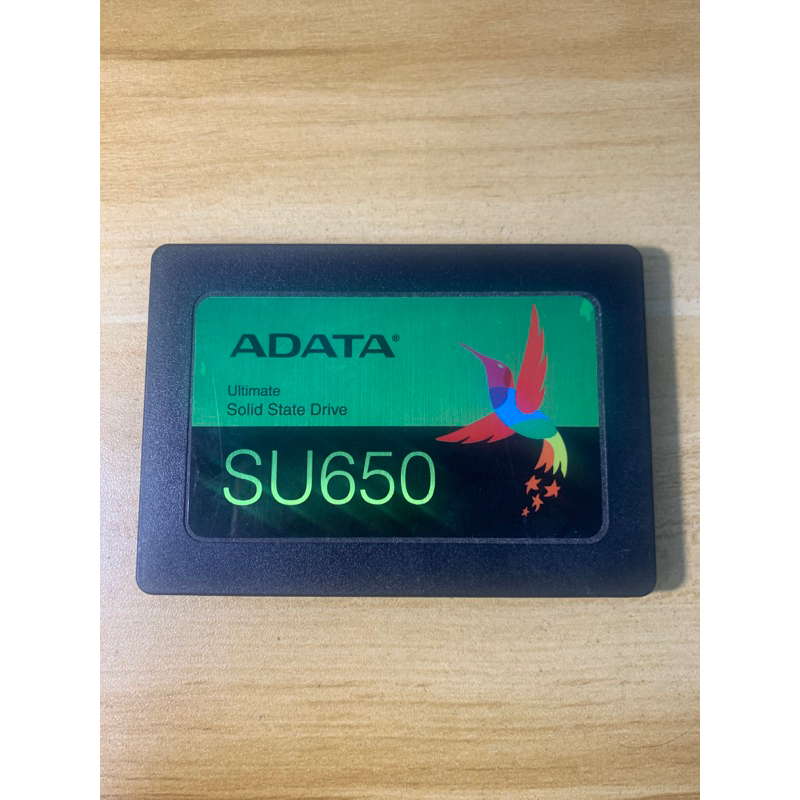 ADATA®
Ultimate
Solid State Drive
SU650